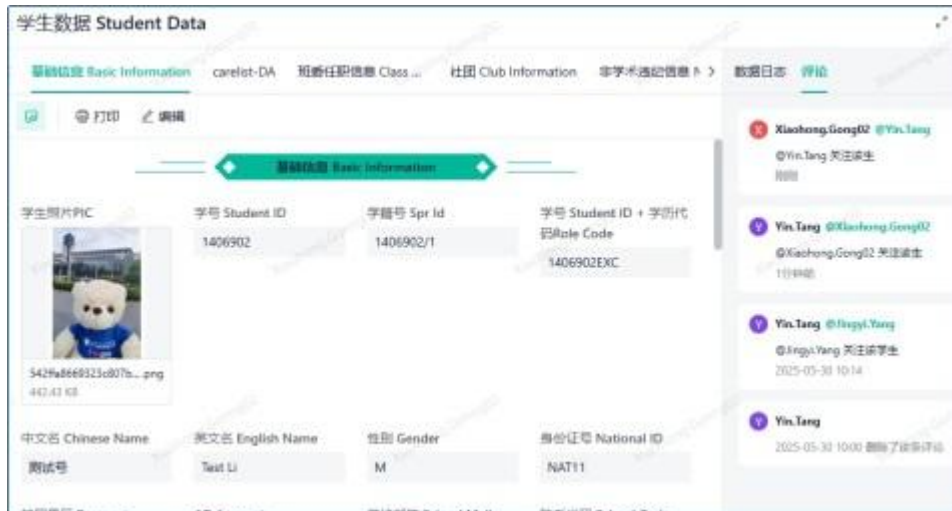 学生数据 Student Data
基础信息 Basic Information
carelist-DA
班委任职信息 Class ...
社团 Club Information
非学术违纪信息 N
数据日志
评论
打印
编辑
基础信息 Basic Information
学生照片PIC
学号 Student ID
学籍号 Spr Id
学号 Student ID + 学历代
码Role Code
1406902
1406902/1
1406902EXC
442.43 KB
中文名 Chinese Name
英文名 English Name
性别 Gender
身份证号 National ID
测试号
Test Li
M
NAT11
Xiaohong.Gong02 @Yin.Tang
@Yin.Tang 关注该生
刚刚
Yin.Tang @Xiaohong.Gong02
@Xiaohong.Gong02 关注该生
1分钟前
Yin.Tang @Jingyi.Yang
@Jingyi.Yang 关注该学生
2025-05-30 10:14
Yin.Tang
2025-05-30 10:00 删除了这条评论